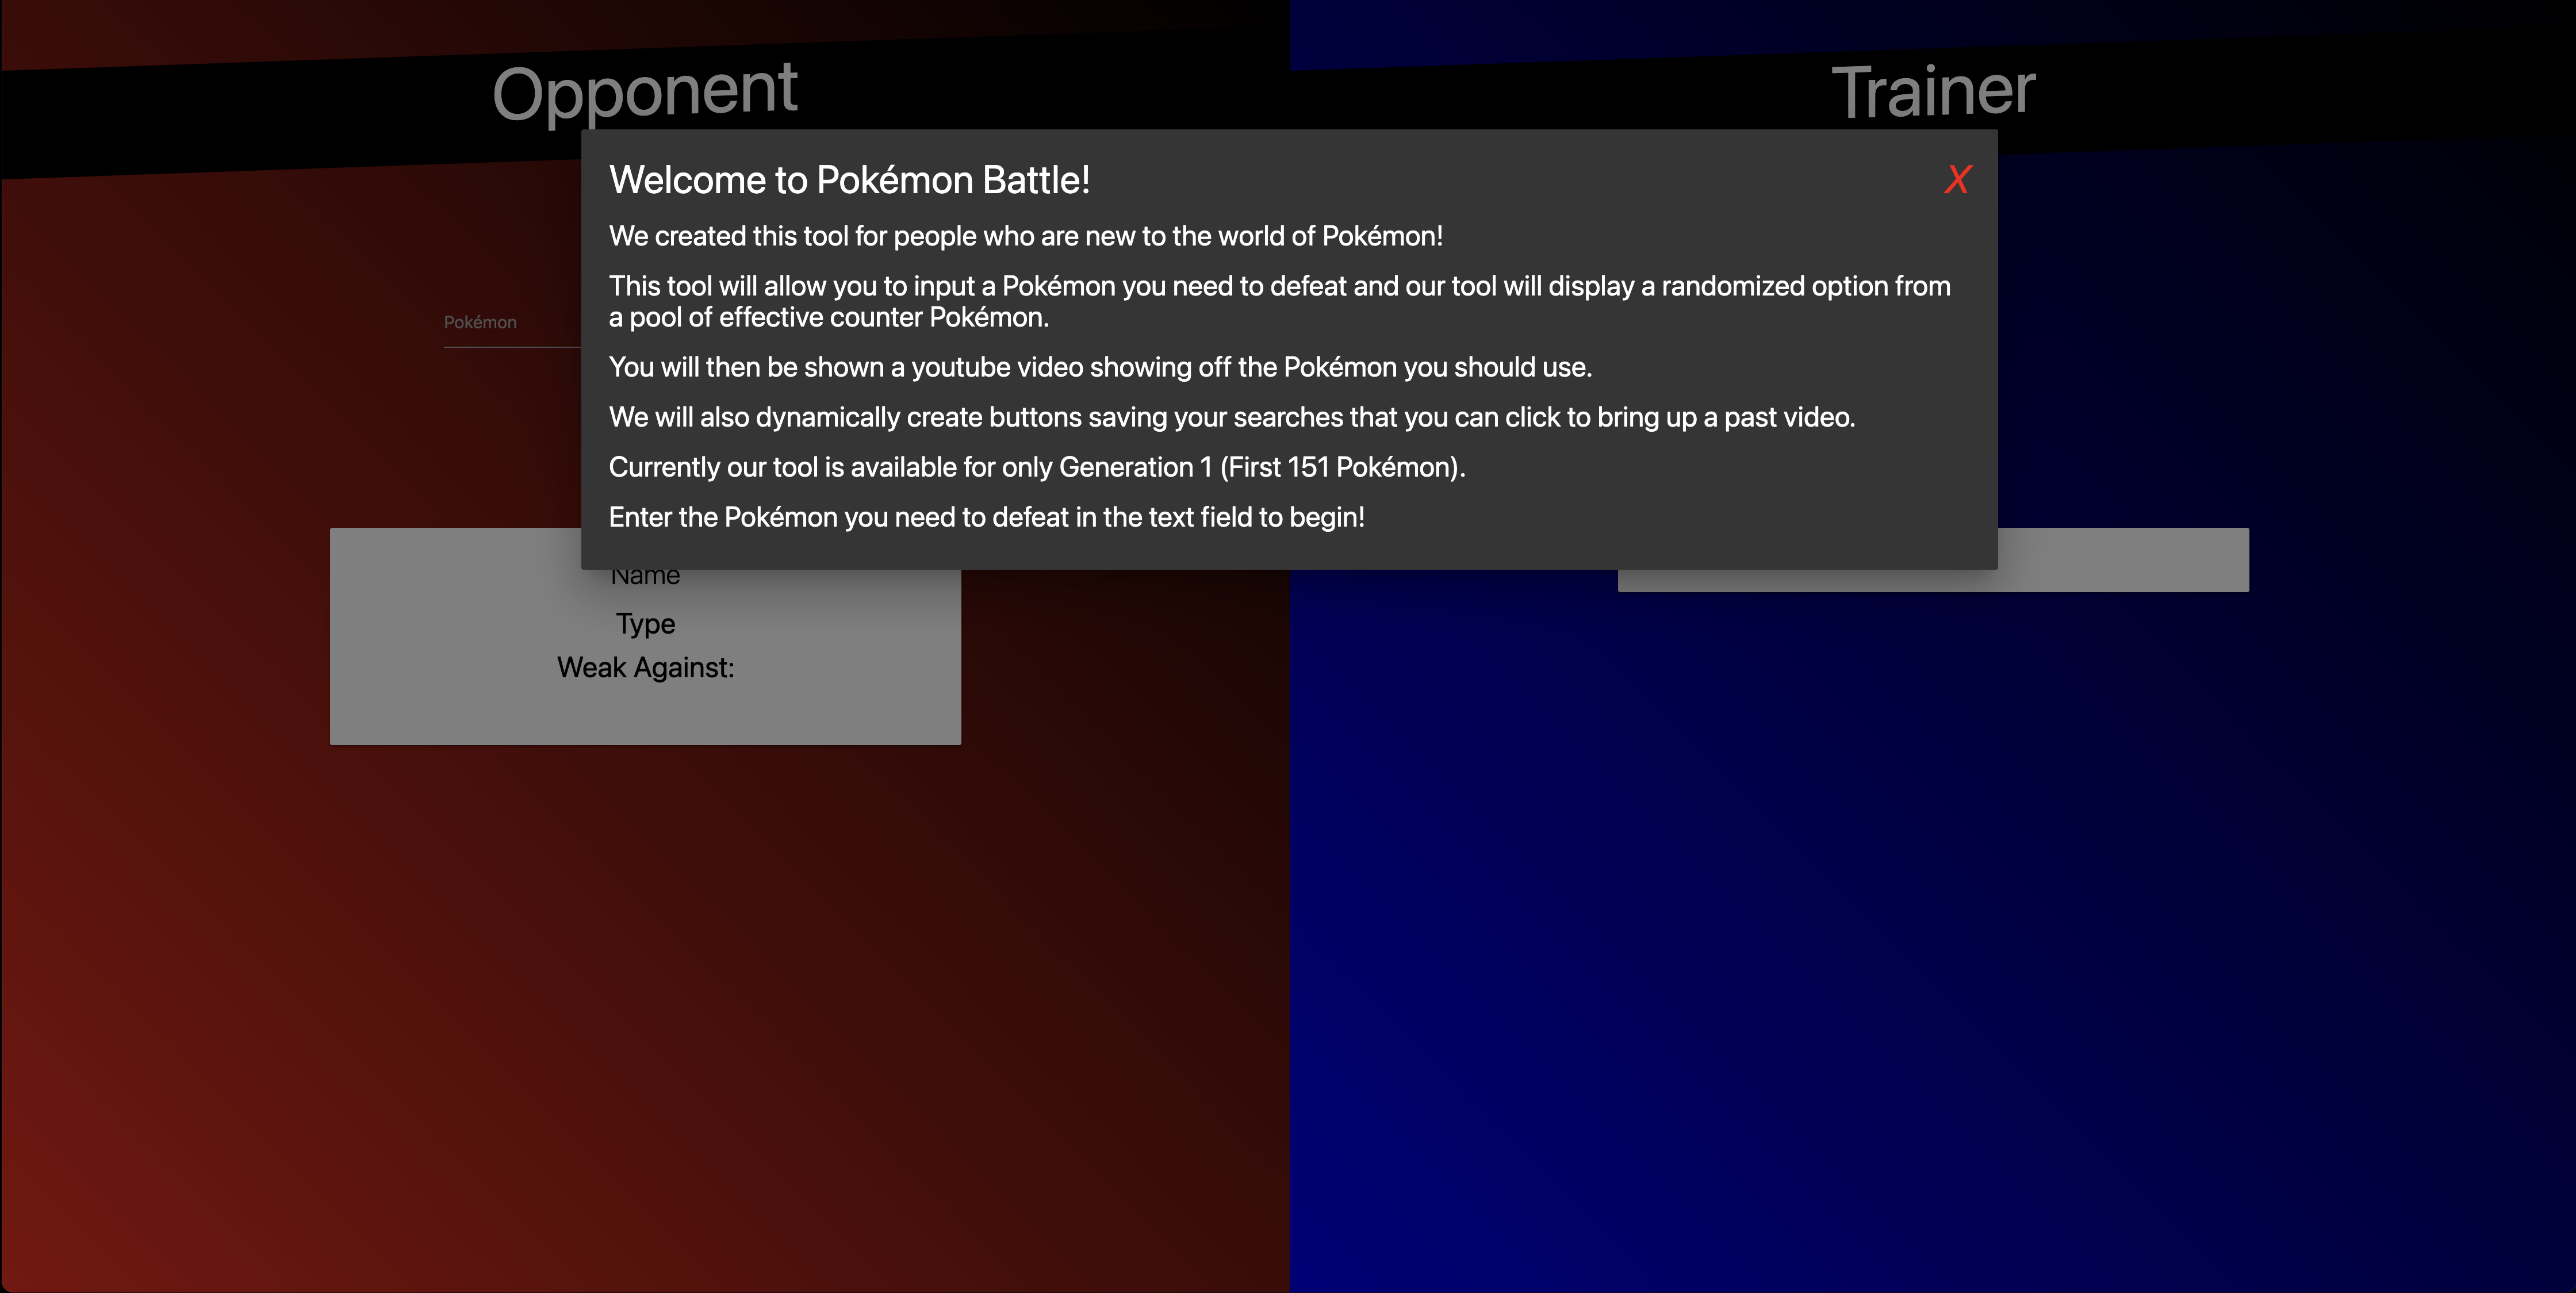 Opponent
Trainer
Welcome to Pokémon Battle!
X
We created this tool for people who are new to the world of Pokémon!
This tool will allow you to input a Pokémon you need to defeat and our tool will display a randomized option from
a pool of effective counter Pokémon.
You will then be shown a youtube video showing off the Pokémon you should use.
We will also dynamically create buttons saving your searches that you can click to bring up a past video.
Currently our tool is available for only Generation 1 (First 151 Pokémon).
Enter the Pokémon you need to defeat in the text field to begin!
Pokémon
Name
Type
Weak Against: